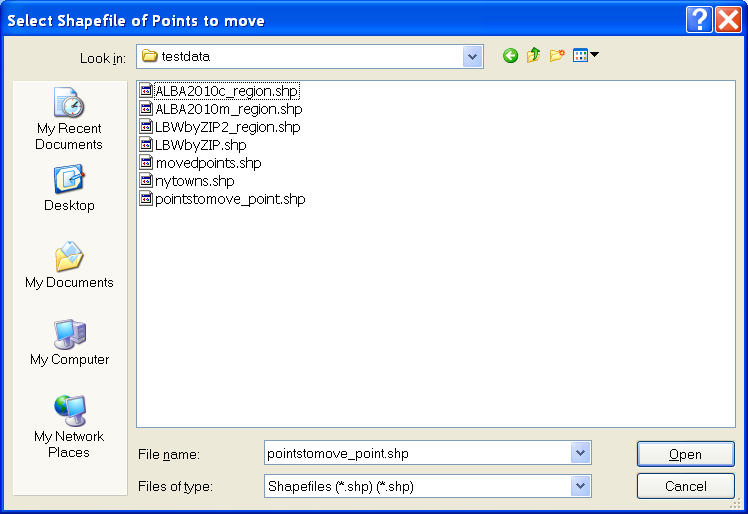 Select Shapefile of Points to move
Look in: testdata
My Recent
Documents
Desktop
My Documents
My Computer
My Network
Places
ALBA2010c_region.shp
ALBA2010m_region.shp
LBWbyZIP2_region.shp
LBWbyZIP.shp
movedpoints.shp
nytowns.shp
pointstomove_point.shp
File name: pointstomove_point.shp Open
Files of type: Shapefiles (*.shp) (*.shp) Cancel